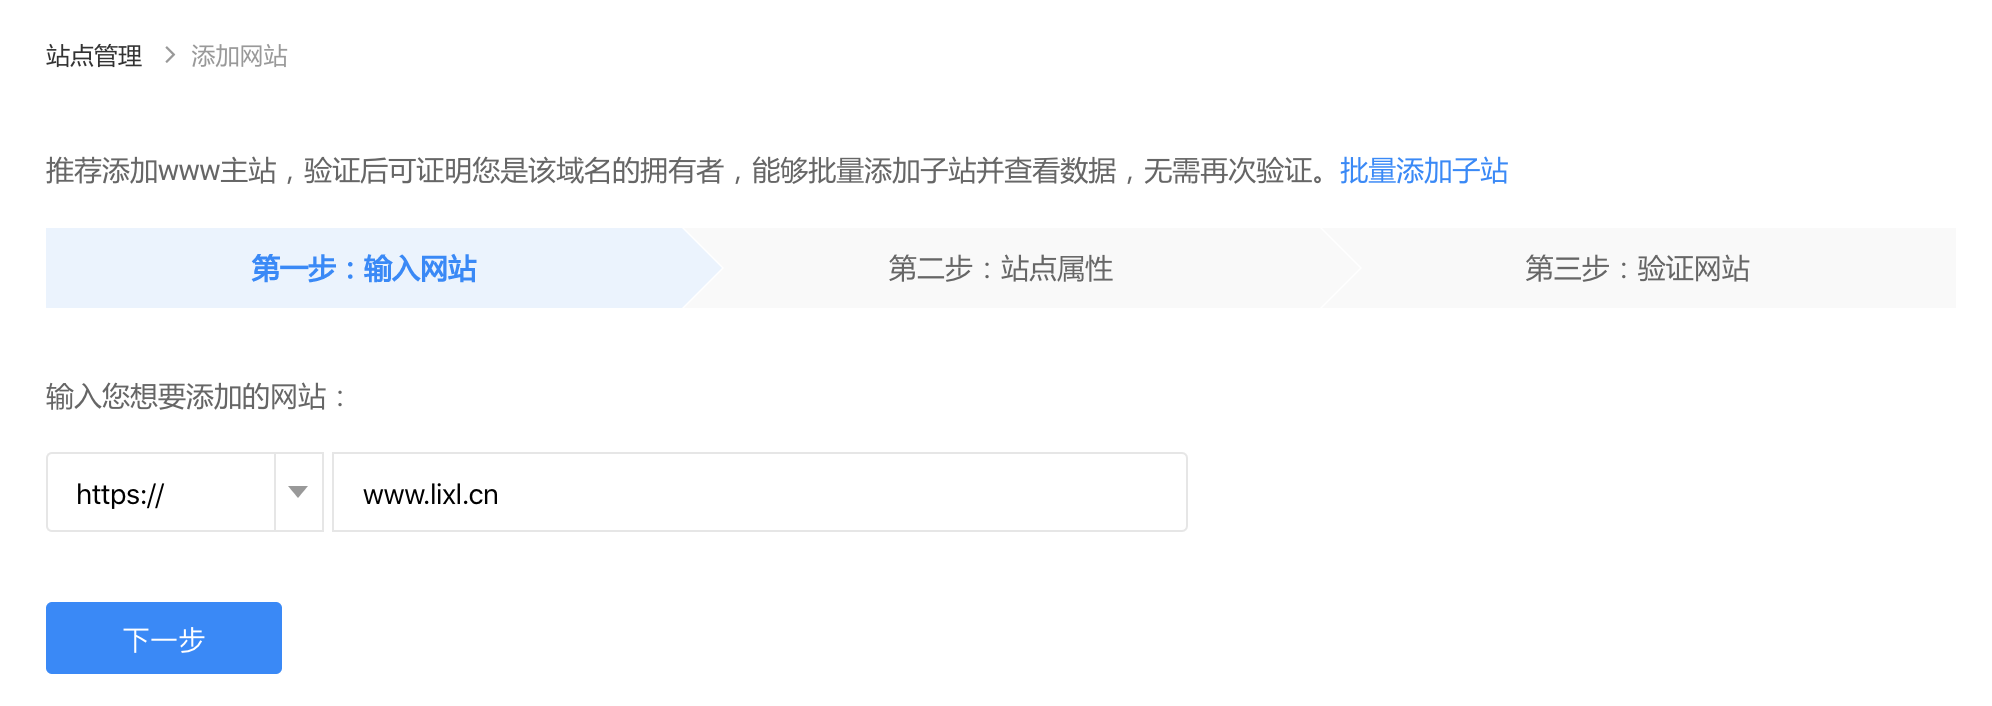 站点管理 > 添加网站
推荐添加www主站，验证后可证明您是该域名的拥有者，能够批量添加子站并查看数据，无需再次验证。批量添加子站
第一步：输入网站 第二步：站点属性 第三步：验证网站
输入您想要添加的网站：
https:// www.lixl.cn
下一步